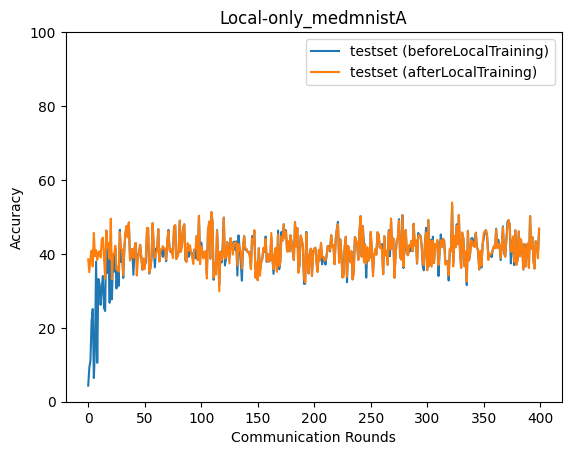 Local-only_medmnistA
testset (beforeLocalTraining)
testset (afterLocalTraining)
Accuracy
100
80
60
40
20
0
0 50 100 150 200 250 300 350 400
Communication Rounds